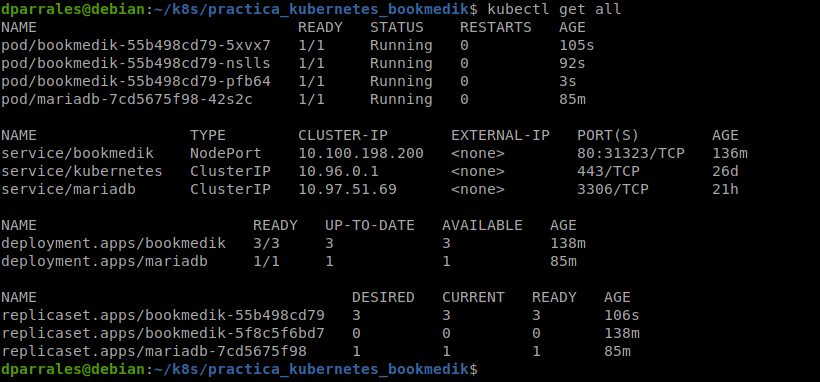 dparrales@debian:~/k8s/practica_kubernetes_bookmedik$ kubectl get all
NAME                            READY   STATUS    RESTARTS   AGE
pod/bookmedik-55b498cd79-5xvx7   1/1     Running   0          105s
pod/bookmedik-55b498cd79-nslls   1/1     Running   0          92s
pod/bookmedik-55b498cd79-pfb64   1/1     Running   0          3s
pod/mariadb-7cd5675f98-42s2c     1/1     Running   0          85m

NAME                 TYPE        CLUSTER-IP       EXTERNAL-IP   PORT(S)        AGE
service/bookmedik    NodePort    10.100.198.200   <none>        80:31323/TCP   136m
service/kubernetes   ClusterIP   10.96.0.1        <none>        443/TCP        26d
service/mariadb      ClusterIP   10.97.51.69      <none>        3306/TCP       21h

NAME                        READY   UP-TO-DATE   AVAILABLE   AGE
deployment.apps/bookmedik   3/3     3            3           138m
deployment.apps/mariadb     1/1     1            1           85m

NAME                                   DESIRED   CURRENT   READY   AGE
replicaset.apps/bookmedik-55b498cd79   3         3         3       106s
replicaset.apps/bookmedik-5f8c5f6bd7   0         0         0       138m
replicaset.apps/mariadb-7cd5675f98     1         1         1       85m
dparrales@debian:~/k8s/practica_kubernetes_bookmedik$